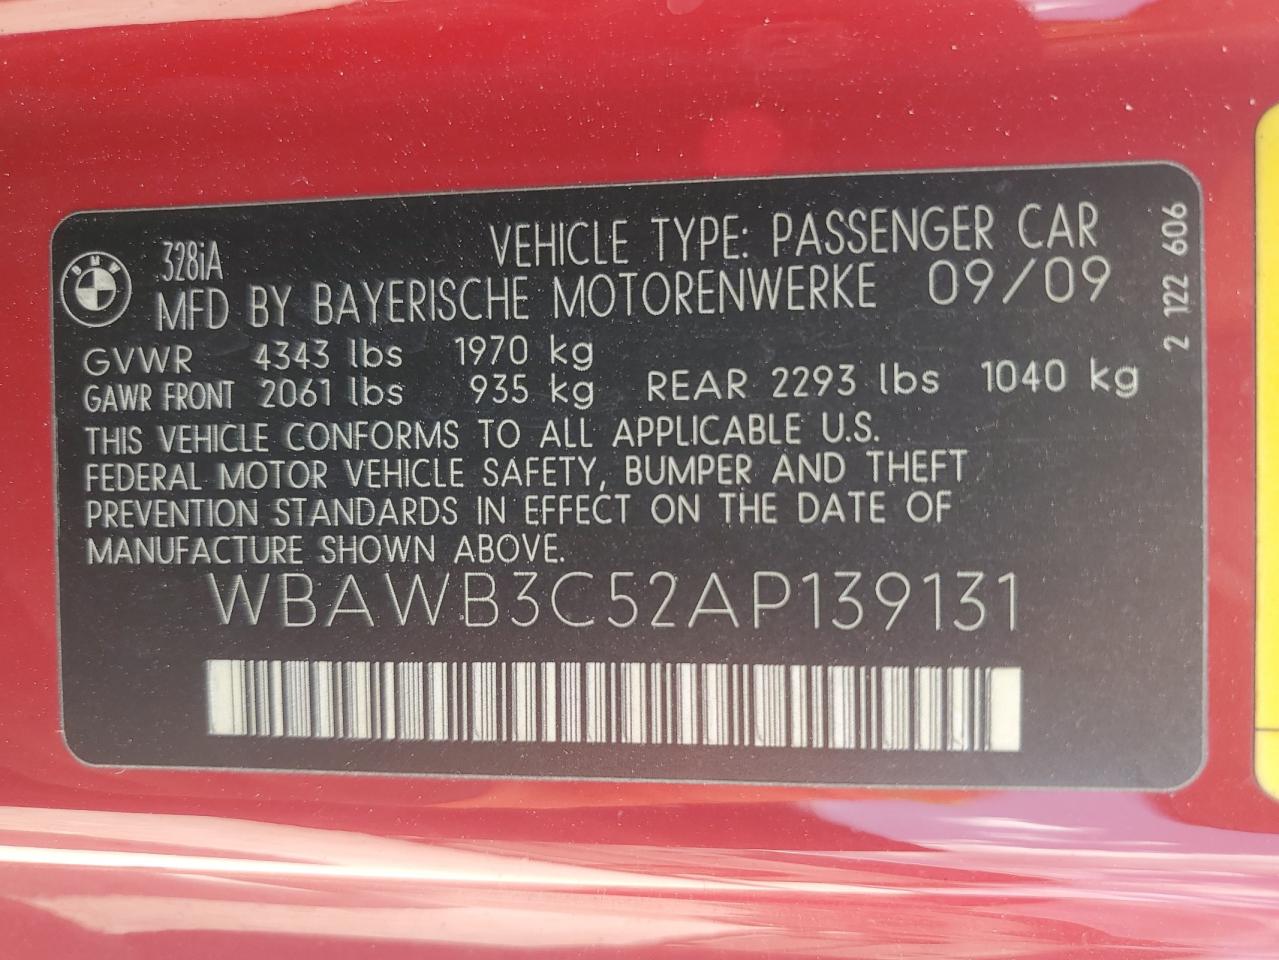 BMW
328iA VEHICLE TYPE: PASSENGER CAR
MFD BY BAYERISCHE MOTORENWERKE 09/09
GVWR 4343 lbs 1970 kg
GAWR FRONT 2061 lbs 935 kg REAR 2293 lbs 1040 kg
THIS VEHICLE CONFORMS TO ALL APPLICABLE U.S.
FEDERAL MOTOR VEHICLE SAFETY, BUMPER AND THEFT
PREVENTION STANDARDS IN EFFECT ON THE DATE OF
MANUFACTURE SHOWN ABOVE.
WBAWB3C52AP139131
2 122 606